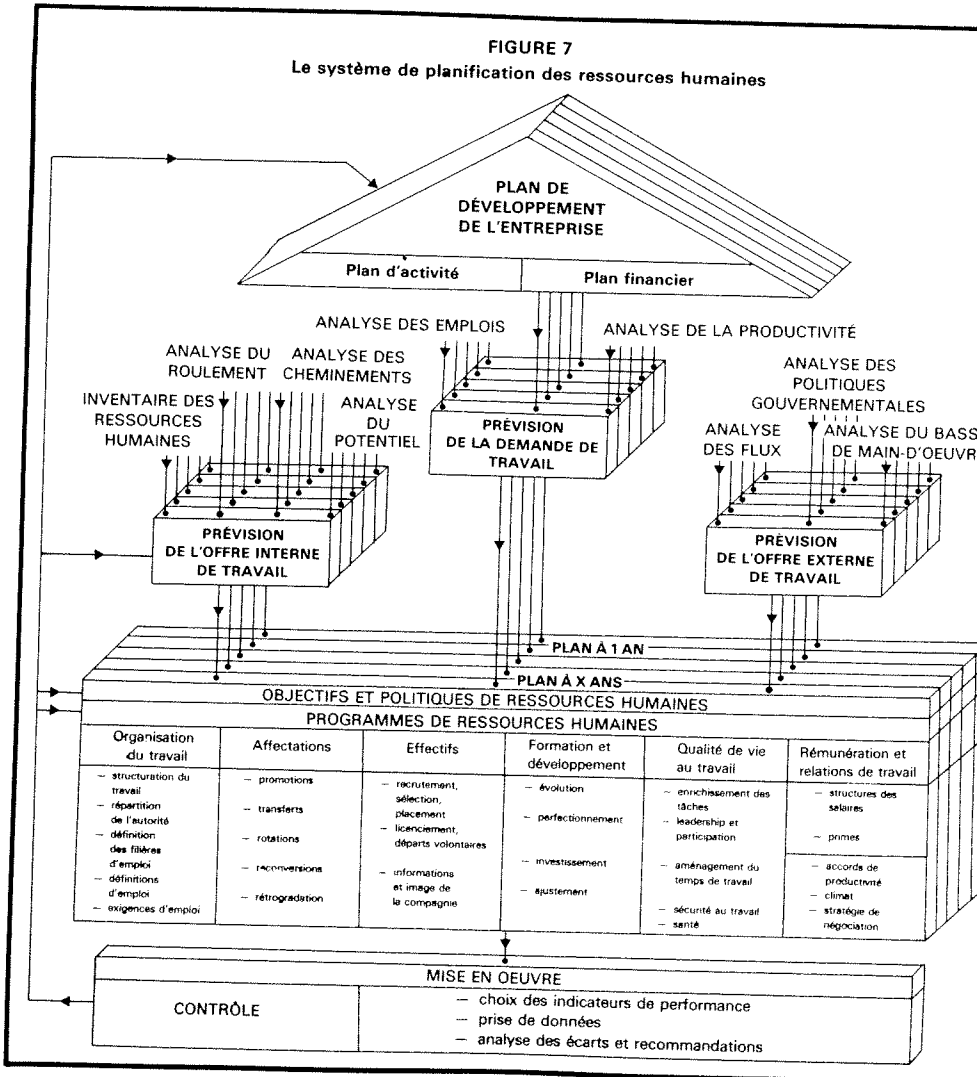 FIGURE 7
Le système de planification des ressources humaines
PLAN DE
DÉVELOPPEMENT
DE L'ENTREPRISE
Plan d'activité
Plan financier
ANALYSE DES EMPLOIS
ANALYSE DE LA PRODUCTIVITÉ
ANALYSE DU
ROULEMENT
ANALYSE DES
CHEMINEMENTS
INVENTAIRE DES
RESSOURCES
HUMAINES
ANALYSE
DU
POTENTIEL
PRÉVISION
DE LA DEMANDE DE
TRAVAIL
ANALYSE DES
POLITIQUES
GOUVERNEMENTALES
ANALYSE
DES FLUX
ANALYSE DU BASS
DE MAIN-D'OEUVR
PRÉVISION
DE L'OFFRE INTERNE
DE TRAVAIL
PRÉVISION
DE L'OFFRE EXTERNE
DE TRAVAIL
PLAN À 1 AN
PLAN À X ANS
OBJECTIFS ET POLITIQUES DE RESSOURCES HUMAINES
PROGRAMMES DE RESSOURCES HUMAINES
Organisation
du travail
– structuration du
travail
– répartition
de l'autorité
– définition
des filières
d'emploi
– définitions
d'emploi
– exigences d'emploi
Affectations
– promotions
– transferts
– rotations
– reconversions
– rétrogradation
Effectifs
– recrutement,
sélection,
placement
– licenciement,
départs volontaires
– informations
et image de
la compagnie
Formation et
développement
– évolution
– perfectionnement
– investissement
– ajustement
Qualité de vie
au travail
– enrichissement des
tâches
– leadership et
participation
– aménagement du
temps de travail
– sécurité au travail
– santé
Rémunération et
relations de travail
– structures des
salaires
– primes
– accords de
productivité
– climat
– stratégie de
négociation
MISE EN OEUVRE
CONTRÔLE
– choix des indicateurs de performance
– prise de données
– analyse des écarts et recommandations